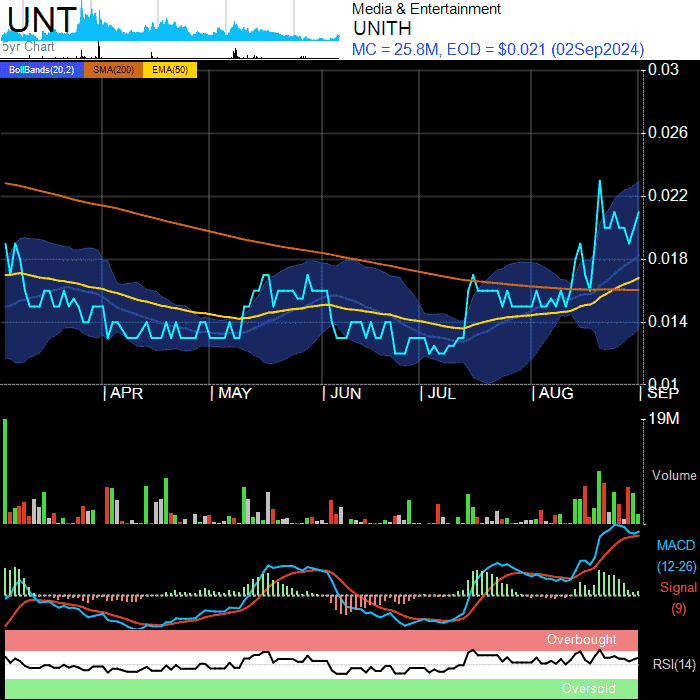 UNT
5yr Chart
Media & Entertainment
UNITH
MC = 25.8M, EOD = $0.021 (02Sep2024)
BollBands(20,2) SMA(200) EMA(50)
0.03
0.026
0.022
0.018
0.014
0.01
APR MAY JUN JUL AUG SEP
19M
Volume
MACD
(12-26)
Signal
(9)
Overbought
RSI(14)
Oversold